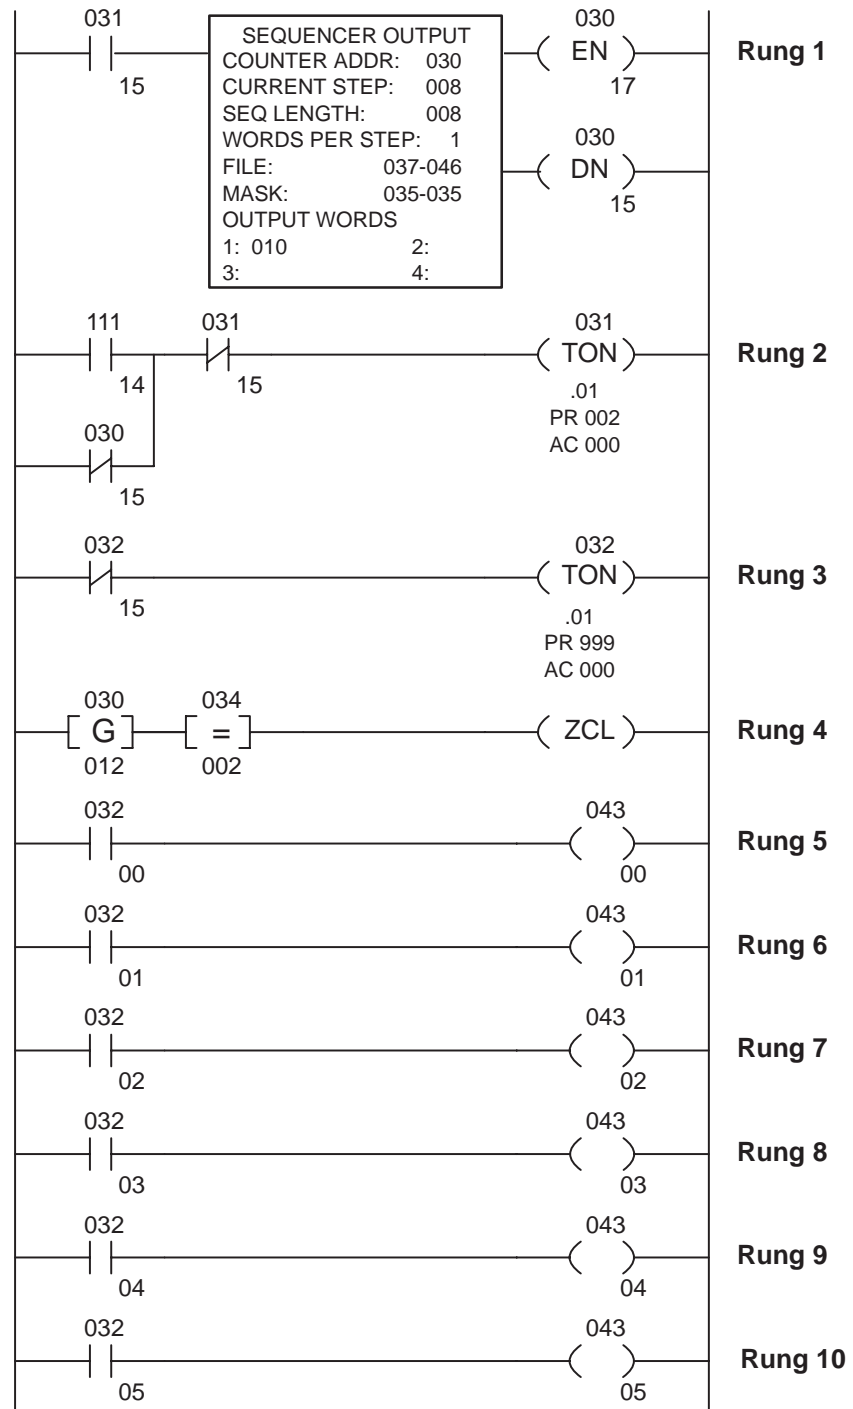 031 030
SEQUENCER OUTPUT
COUNTER ADDR: 030
EN
Rung 1
15
CURRENT STEP: 008
17
SEQ LENGTH: 008
WORDS PER STEP: 1
030
FILE: 037-046
DN
MASK: 035-035
15
OUTPUT WORDS
1: 010 2:
3: 4:
111 031 031
TON
Rung 2
14 15
.01
PR 002
AC 000
030
15
032 032
TON
Rung 3
15
.01
PR 999
AC 000
030 034
G = ZCL
Rung 4
012 002
032 043
Rung 5
00 00
032 043
Rung 6
01 01
032 043
Rung 7
02 02
032 043
Rung 8
03 03
032 043
Rung 9
04 04
032 043
Rung 10
05 05